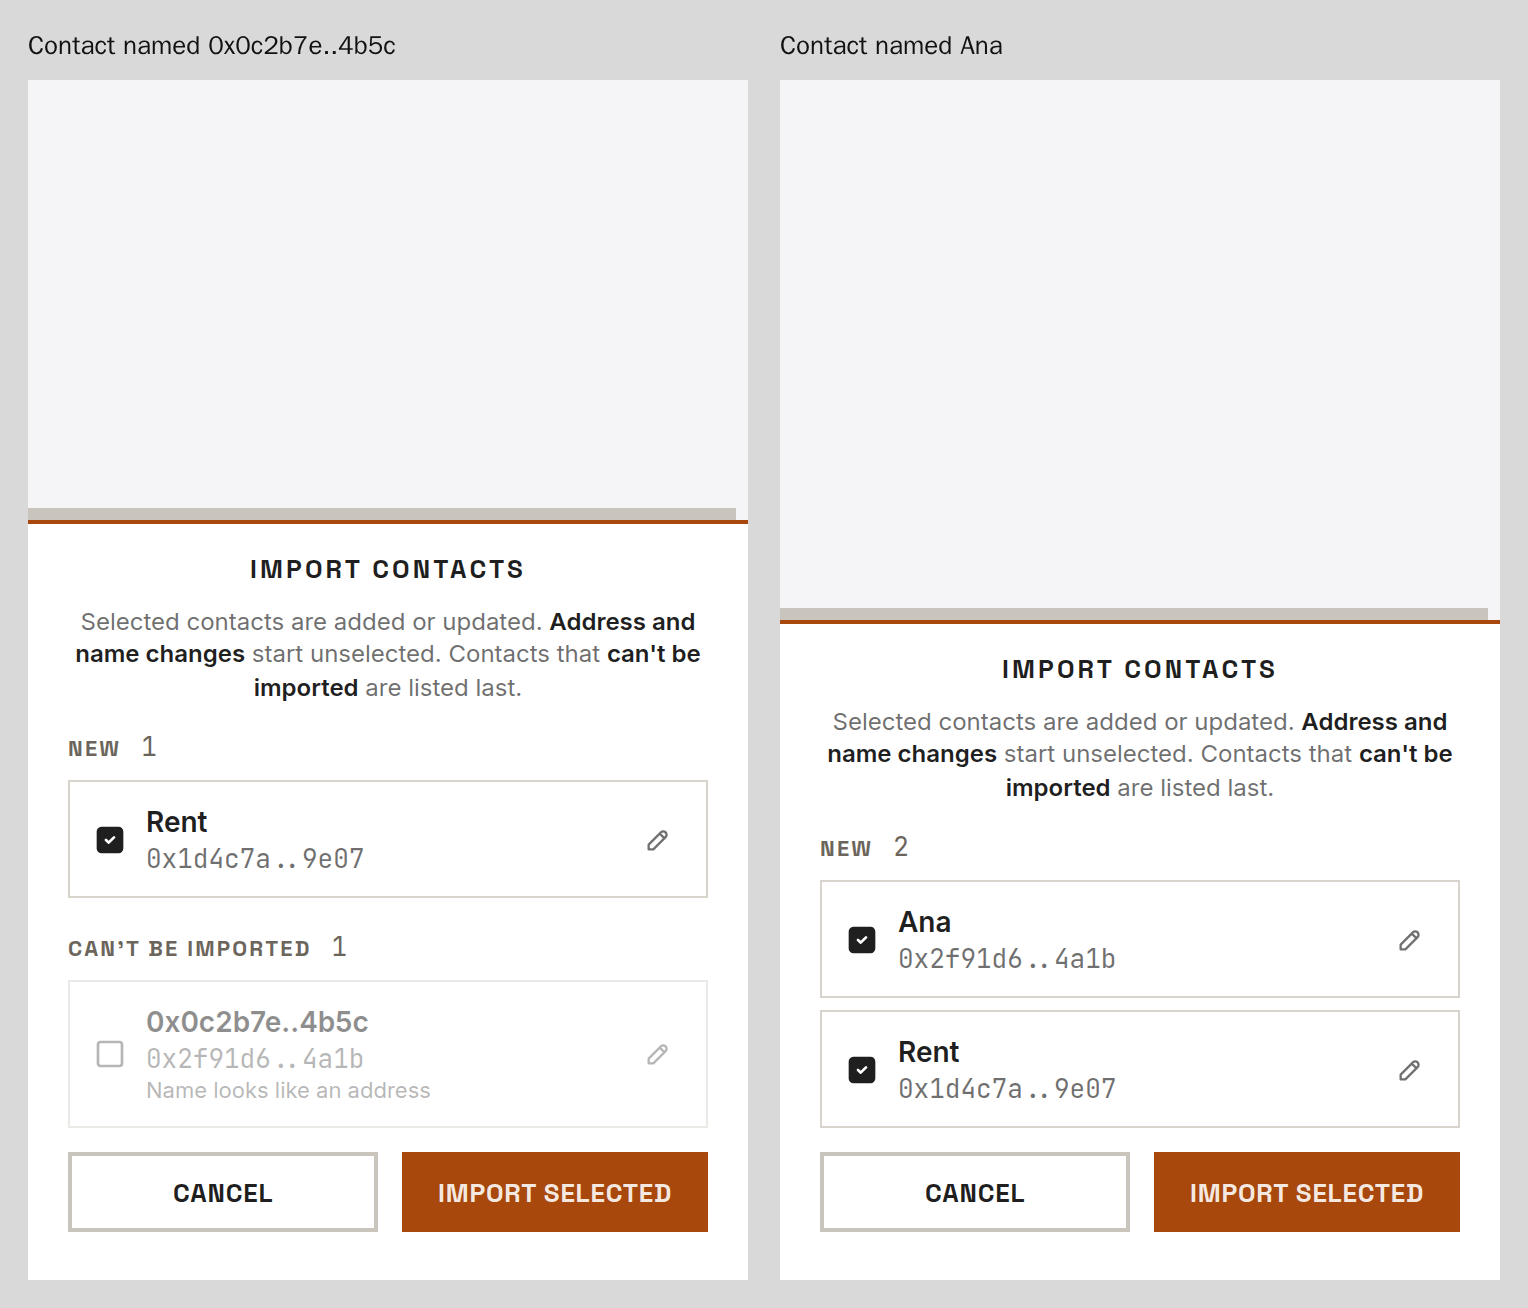 Contact named 0x0c2b7e..4b5c
IMPORT CONTACTS
Selected contacts are added or updated. Address and
name changes start unselected. Contacts that can't be
imported are listed last.
NEW 1
Rent
0x1d4c7a..9e07
CAN’T BE IMPORTED 1
0x0c2b7e..4b5c
0x2f91d6..4a1b
Name looks like an address
CANCEL
IMPORT SELECTED
Contact named Ana
IMPORT CONTACTS
Selected contacts are added or updated. Address and
name changes start unselected. Contacts that can't be
imported are listed last.
NEW 2
Ana
0x2f91d6..4a1b
Rent
0x1d4c7a..9e07
CANCEL
IMPORT SELECTED